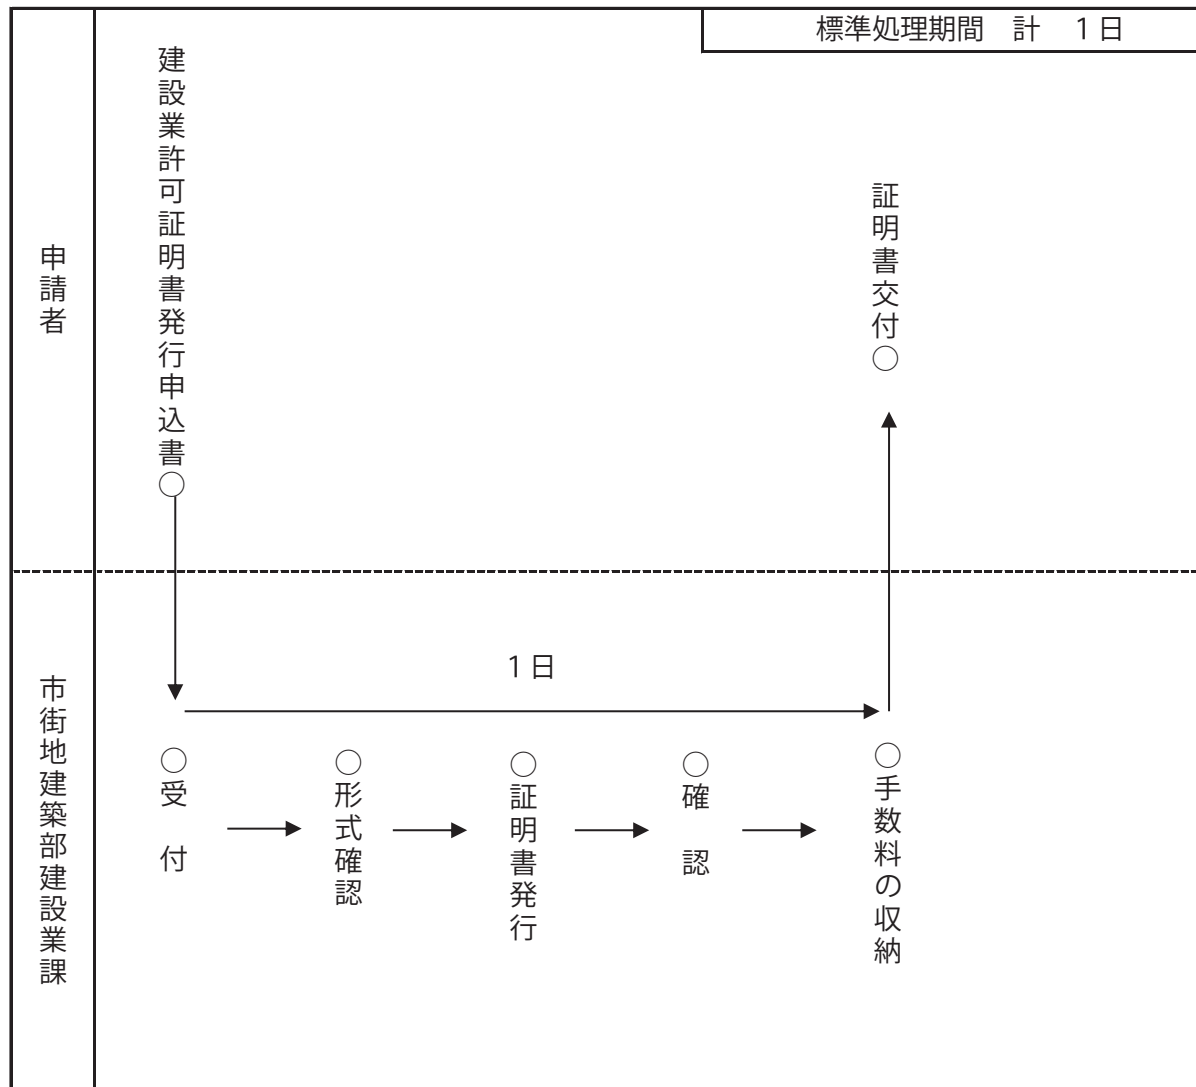 標準処理期間　計　１日
申請者
建設業許可証明書発行申込書○
証明書交付○
市街地建築部建設業課
１日
○受付
○形式確認
○証明書発行
○確認
○手数料の収納